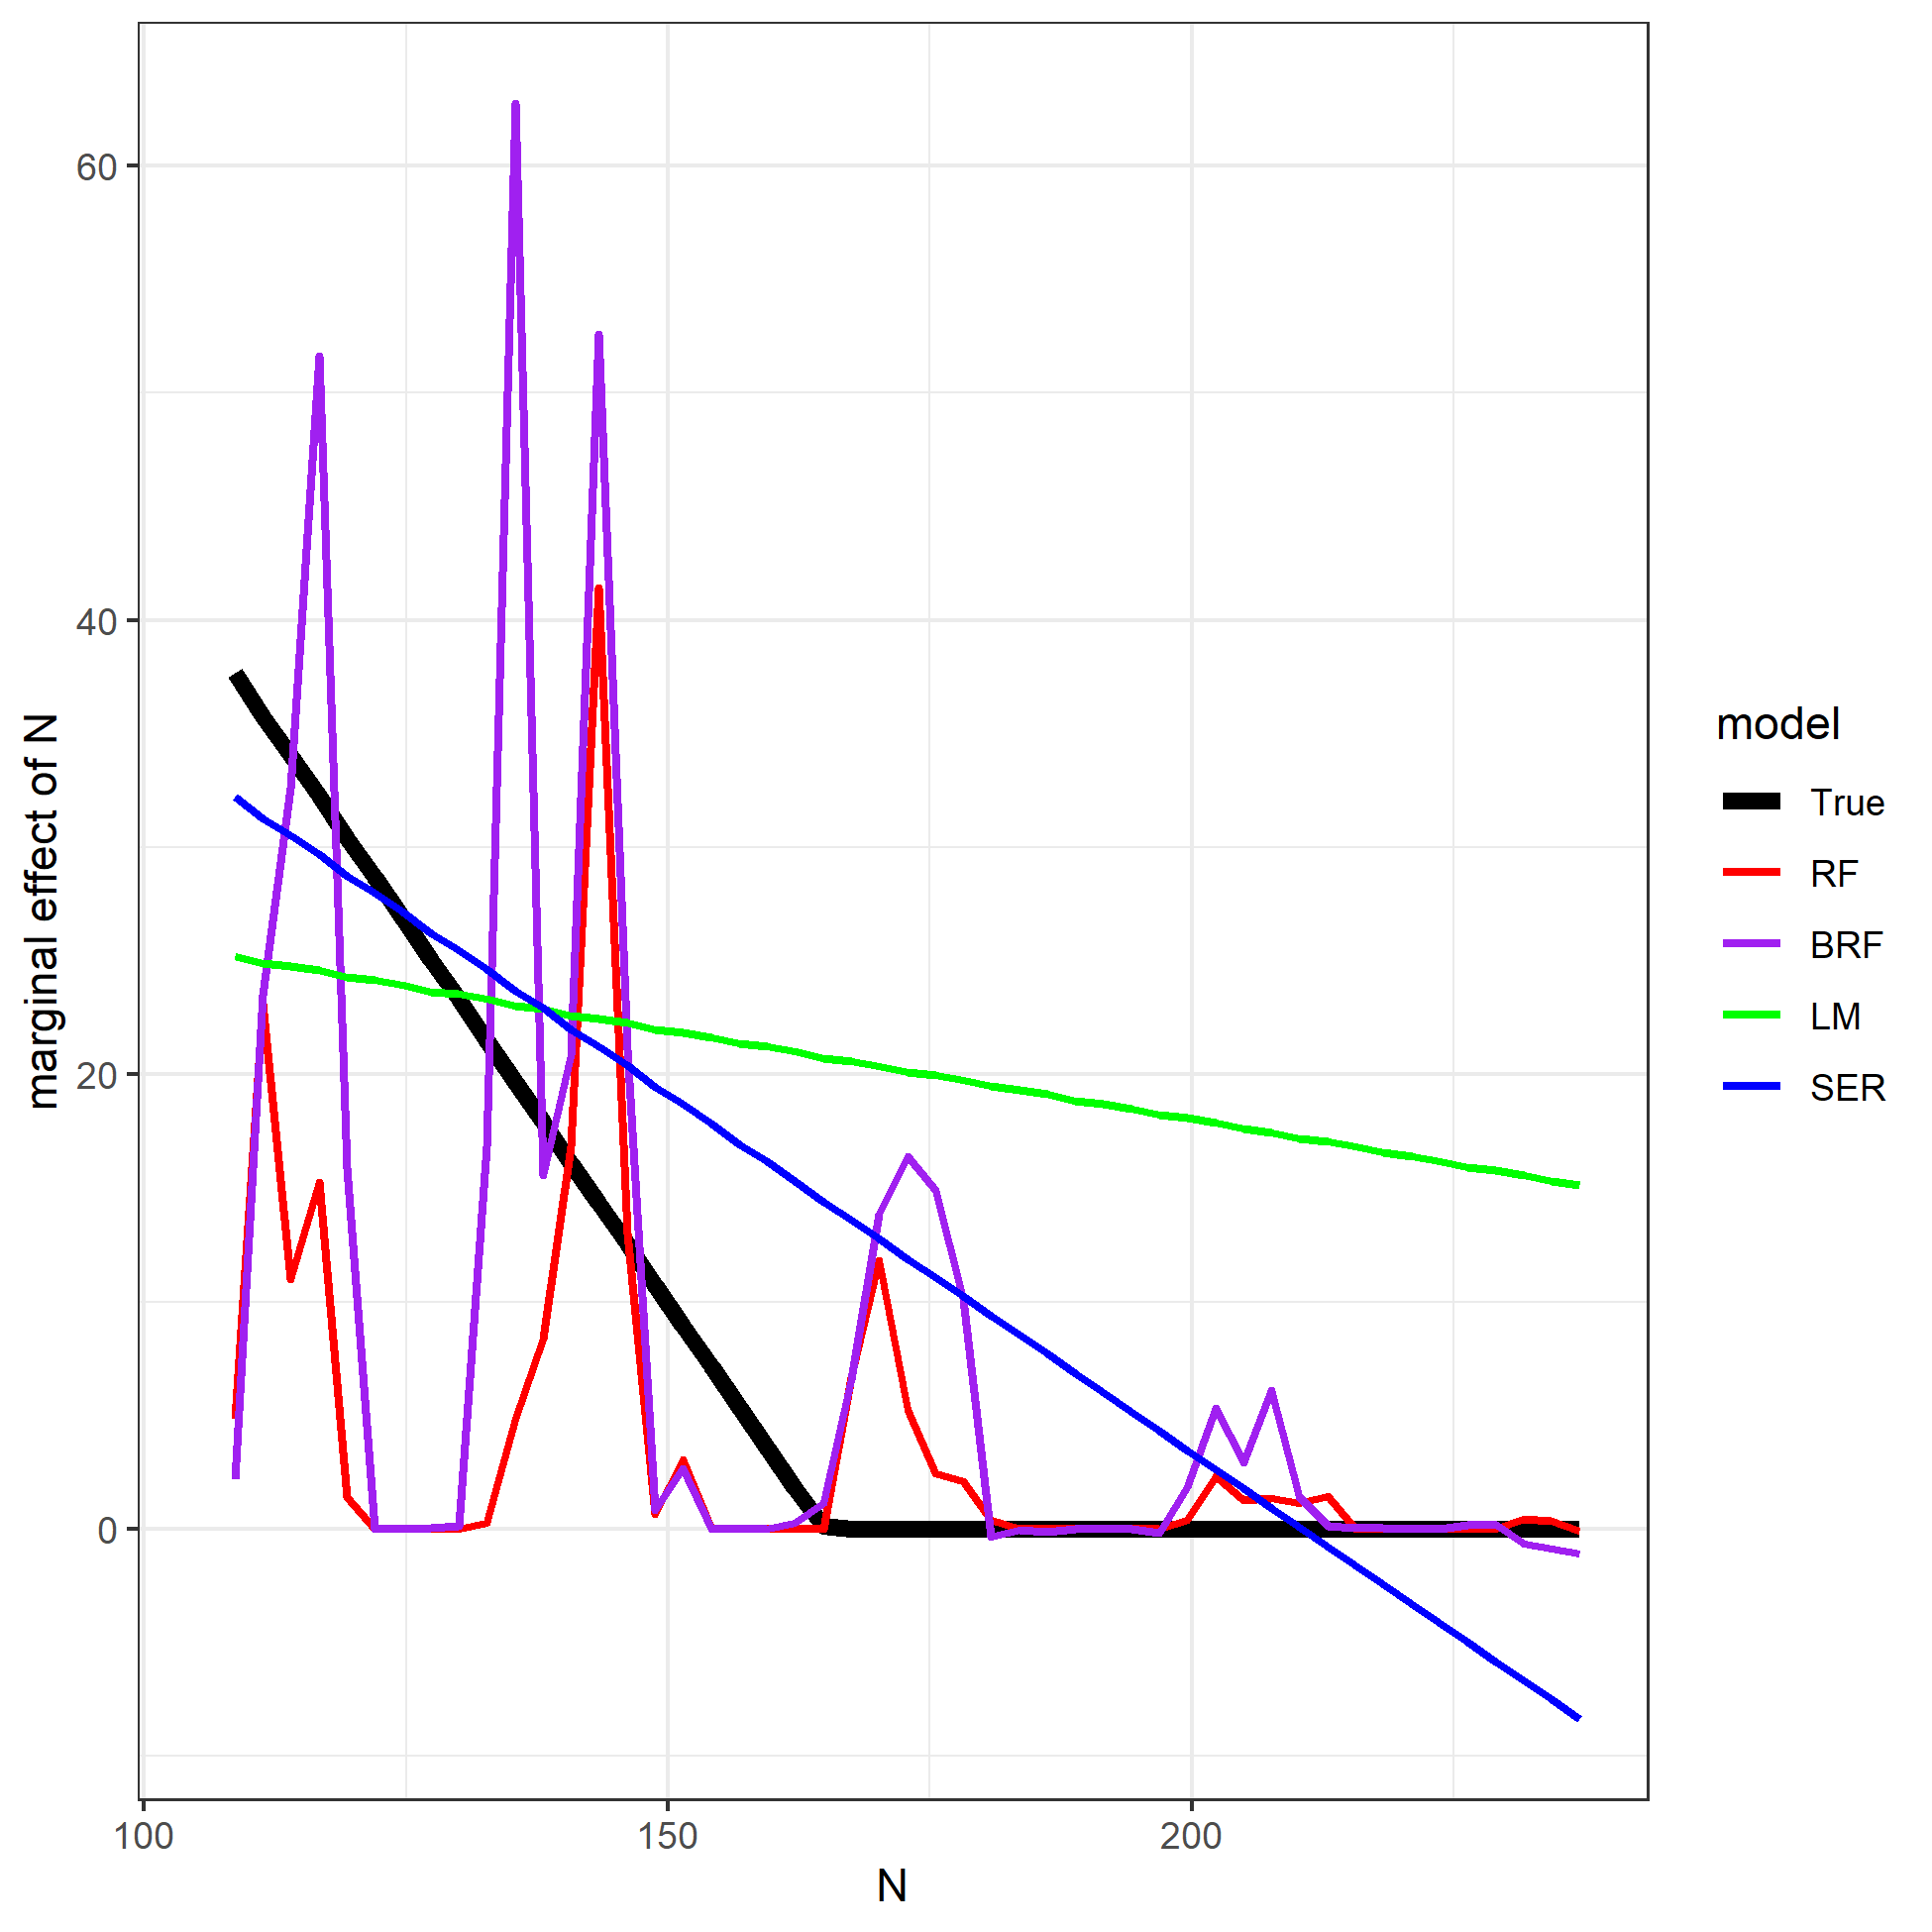 60
40
20
0
marginal effect of N
100
150
200
N
model
True
RF
BRF
LM
SER